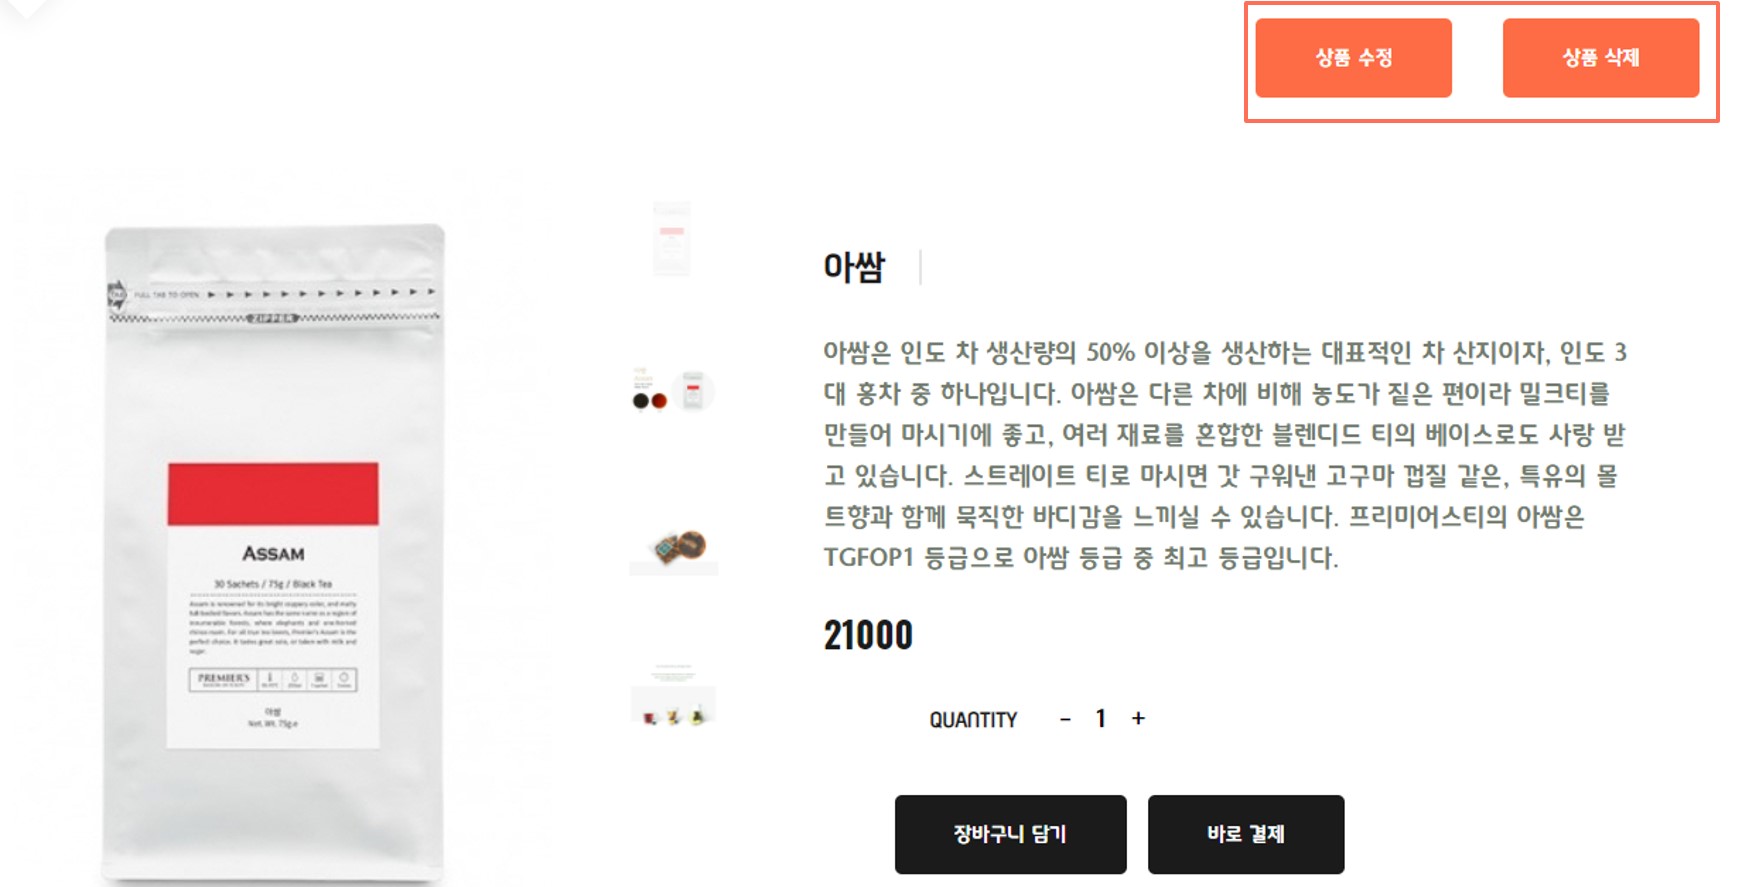 상품 수정
상품 삭제
PULL TAB TO OPEN
ZIPPER
ASSAM
30 Sachets / 75g / Black Tea
PREMIER'S
아쌈
Net. Wt. 75g e
아쌈
아쌈은 인도 차 생산량의 50% 이상을 생산하는 대표적인 차 산지이자, 인도 3
대 홍차 중 하나입니다. 아쌈은 다른 차에 비해 농도가 짙은 편이라 밀크티를
만들어 마시기에 좋고, 여러 재료를 혼합한 블렌디드 티의 베이스로도 사랑 받
고 있습니다. 스트레이트 티로 마시면 갓 구워낸 고구마 껍질 같은, 특유의 몰
트향과 함께 묵직한 바디감을 느끼실 수 있습니다. 프리미어스티의 아쌈은
TGFOP1 등급으로 아쌈 등급 중 최고 등급입니다.
21000
QUANTITY - 1 +
장바구니 담기
바로 결제